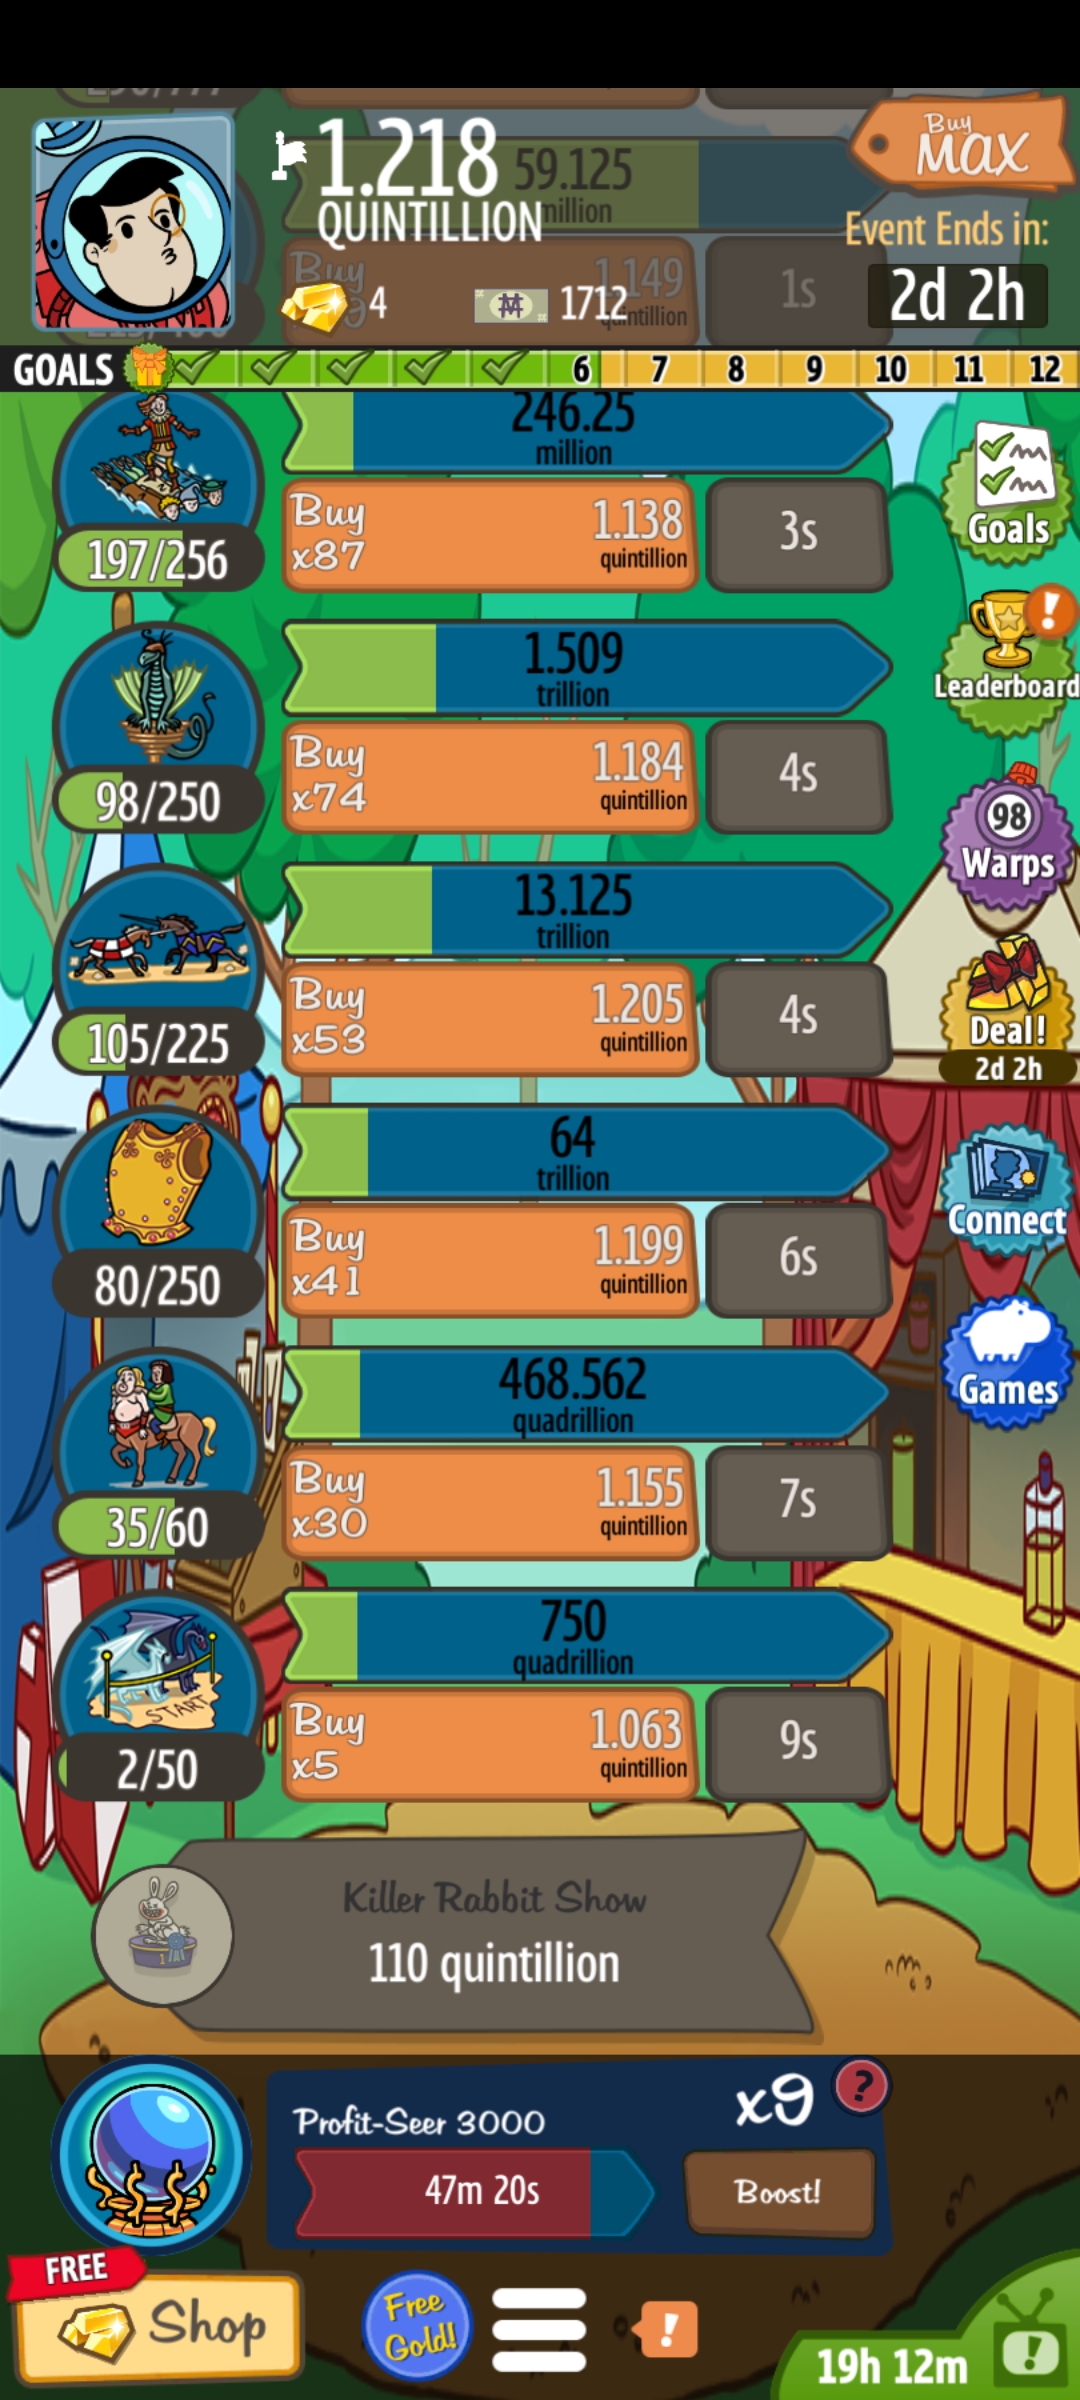 1.218
QUINTILLION
59.125
million
Buy
MAX
Event Ends in:
2d 2h
Buy
1.149
quintillion
1s
4
1712
GOALS 6 7 8 9 10 11 12
246.25
million
197/256
Buy
x87
1.138
quintillion
3s
Goals
Leaderboard
1.509
trillion
98/250
Buy
x74
1.184
quintillion
4s
98
Warps
13.125
trillion
105/225
Buy
x53
1.205
quintillion
4s
Deal!
2d 2h
64
trillion
80/250
Buy
x41
1.199
quintillion
6s
Connect
468.562
quadrillion
35/60
Buy
x30
1.155
quintillion
7s
Games
750
quadrillion
START
2/50
Buy
x5
1.063
quintillion
9s
Killer Rabbit Show
110 quintillion
1
Profit-Seer 3000
x9
?
47m 20s
Boost!
FREE
Shop
Free
Gold!
!
19h 12m
!